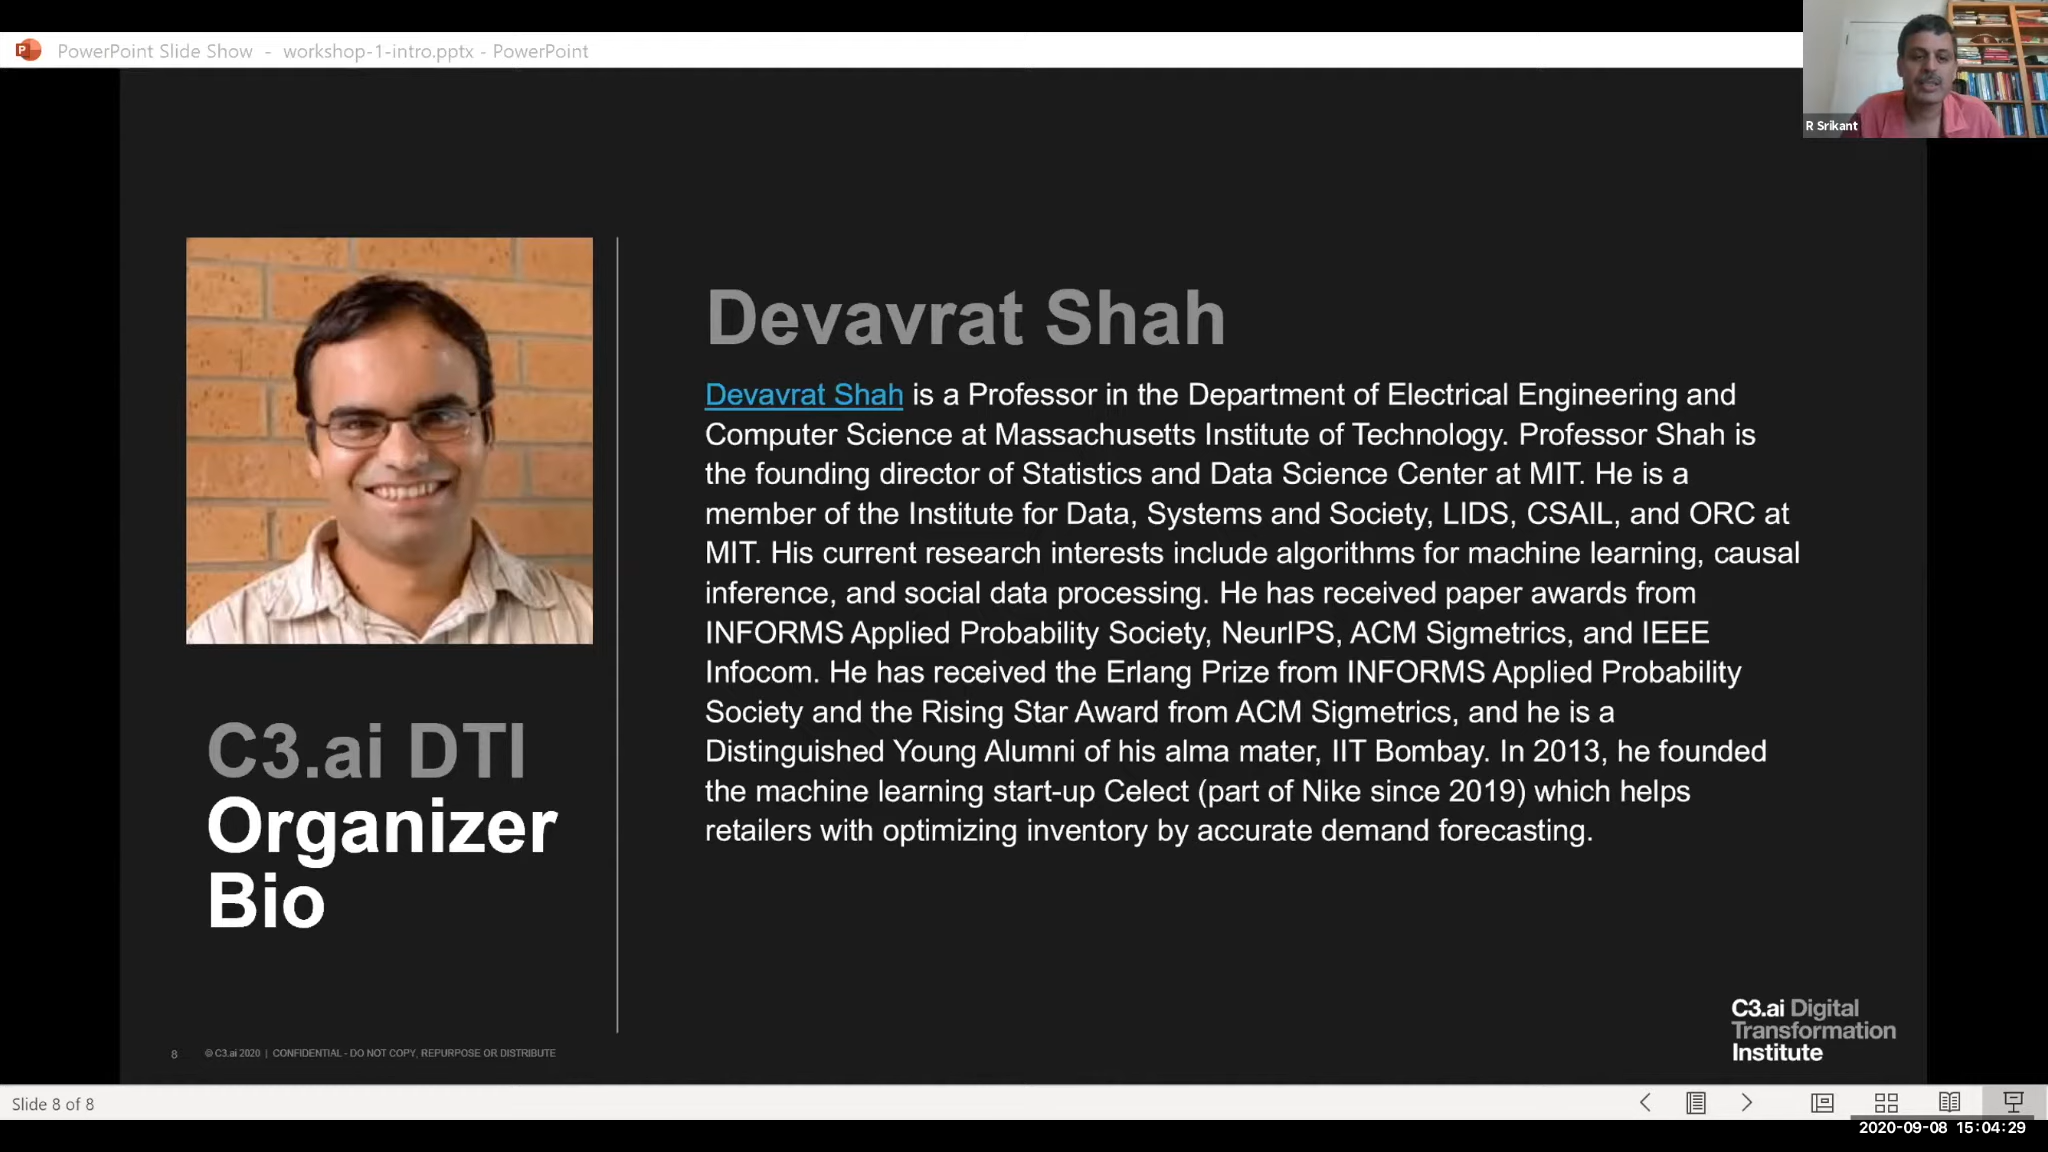 PowerPoint Slide Show - workshop-1-intro.pptx - PowerPoint
R Srikant
Devavrat Shah
Devavrat Shah is a Professor in the Department of Electrical Engineering and
Computer Science at Massachusetts Institute of Technology. Professor Shah is
the founding director of Statistics and Data Science Center at MIT. He is a
member of the Institute for Data, Systems and Society, LIDS, CSAIL, and ORC at
MIT. His current research interests include algorithms for machine learning, causal
inference, and social data processing. He has received paper awards from
INFORMS Applied Probability Society, NeurIPS, ACM Sigmetrics, and IEEE
Infocom. He has received the Erlang Prize from INFORMS Applied Probability
Society and the Rising Star Award from ACM Sigmetrics, and he is a
Distinguished Young Alumni of his alma mater, IIT Bombay. In 2013, he founded
the machine learning start-up Celect (part of Nike since 2019) which helps
retailers with optimizing inventory by accurate demand forecasting.
C3.ai DTI
Organizer
Bio
C3.ai Digital
Transformation
Institute
8 © C3.ai 2020 | CONFIDENTIAL - DO NOT COPY, REPURPOSE OR DISTRIBUTE
Slide 8 of 8
2020-09-08 15:04:29